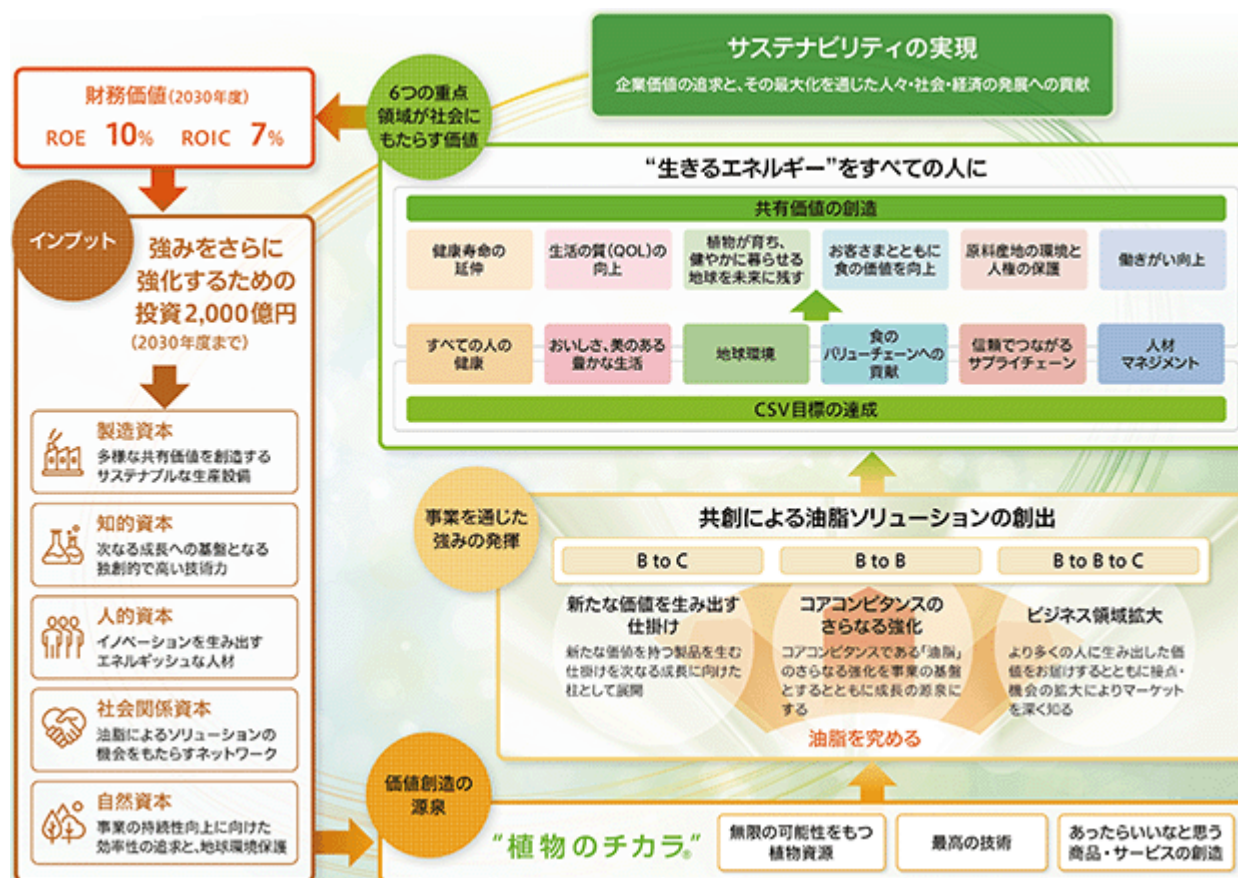 サステナビリティの実現
企業価値の追求と、その最大化を通じた人々・社会・経済の発展への貢献
財務価値(2030年度)
ROE 10% ROIC 7%
6つの重点
領域が社会に
もたらす価値
“生きるエネルギー”をすべての人に
共有価値の創造
健康寿命の
延伸
生活の質(QOL)の
向上
植物が育ち、
健やかに暮らせる
地球を未来に残す
お客さまとともに
食の価値を向上
原料産地の環境と
人権の保護
働きがい向上
すべての人の
健康
おいしさ、美のある
豊かな生活
地球環境
食の
バリューチェーンへの
貢献
信頼でつながる
サプライチェーン
人材
マネジメント
CSV目標の達成
インプット
強みをさらに
強化するための
投資2,000億円
(2030年度まで)
製造資本
多様な共有価値を創造する
サステナブルな生産設備
知的資本
次なる成長への基盤となる
独創的で高い技術力
人的資本
イノベーションを生み出す
エネルギッシュな人材
社会関係資本
油脂によるソリューションの
機会をもたらすネットワーク
自然資本
事業の持続性向上に向けた
効率性の追求と、地球環境保護
事業を通じた
強みの発揮
共創による油脂ソリューションの創出
B to C
B to B
B to B to C
新たな価値を生み出す
仕掛け
新たな価値を持つ製品を生む
仕掛けを次なる成長に向けた
柱として展開
コアコンピタンスの
さらなる強化
コアコンピタンスである「油脂」
のさらなる強化を事業の基盤
とするとともに成長の源泉に
する
ビジネス領域拡大
より多くの人に生み出した価
値をお届けするとともに接点・
機会の拡大によりマーケット
を深く知る
油脂を究める
価値創造の
源泉
“植物のチカラ®”
無限の可能性をもつ
植物資源
最高の技術
あったらいいなと思う
商品・サービスの創造